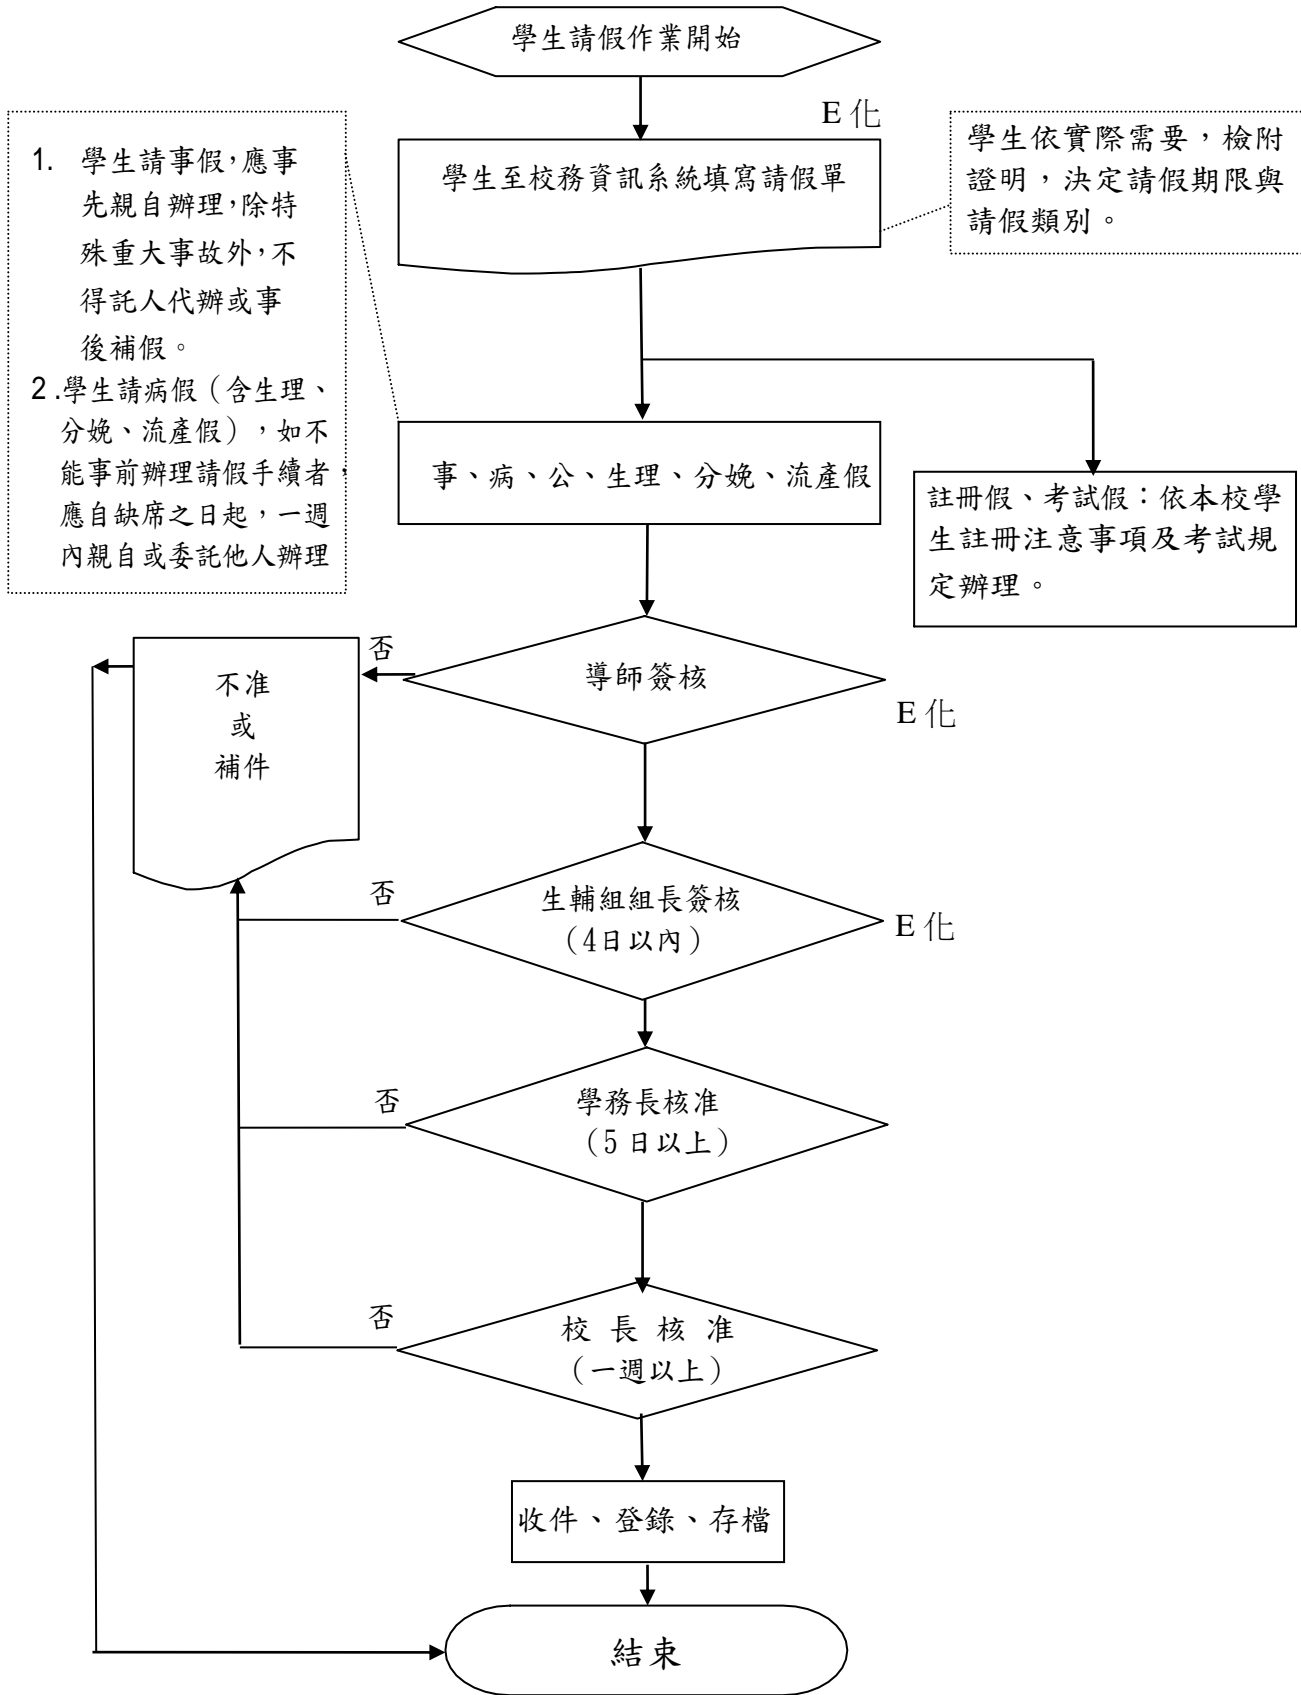 學生請假作業開始
E化
學生至校務資訊系統填寫請假單
學生依實際需要，檢附
證明，決定請假期限與
請假類別。
1. 學生請事假，應事
先親自辦理，除特
殊重大事故外，不
得託人代辦或事
後補假。
2.學生請病假（含生理、
分娩、流產假），如不
能事前辦理請假手續者，
應自缺席之日起，一週
內親自或委託他人辦理
事、病、公、生理、分娩、流產假
註冊假、考試假：依本校學
生註冊注意事項及考試規
定辦理。
導師簽核
否
E化
不准
或
補件
生輔組組長簽核
（4日以內）
否
E化
學務長核准
（5日以上）
否
校長核准
（一週以上）
否
收件、登錄、存檔
結束